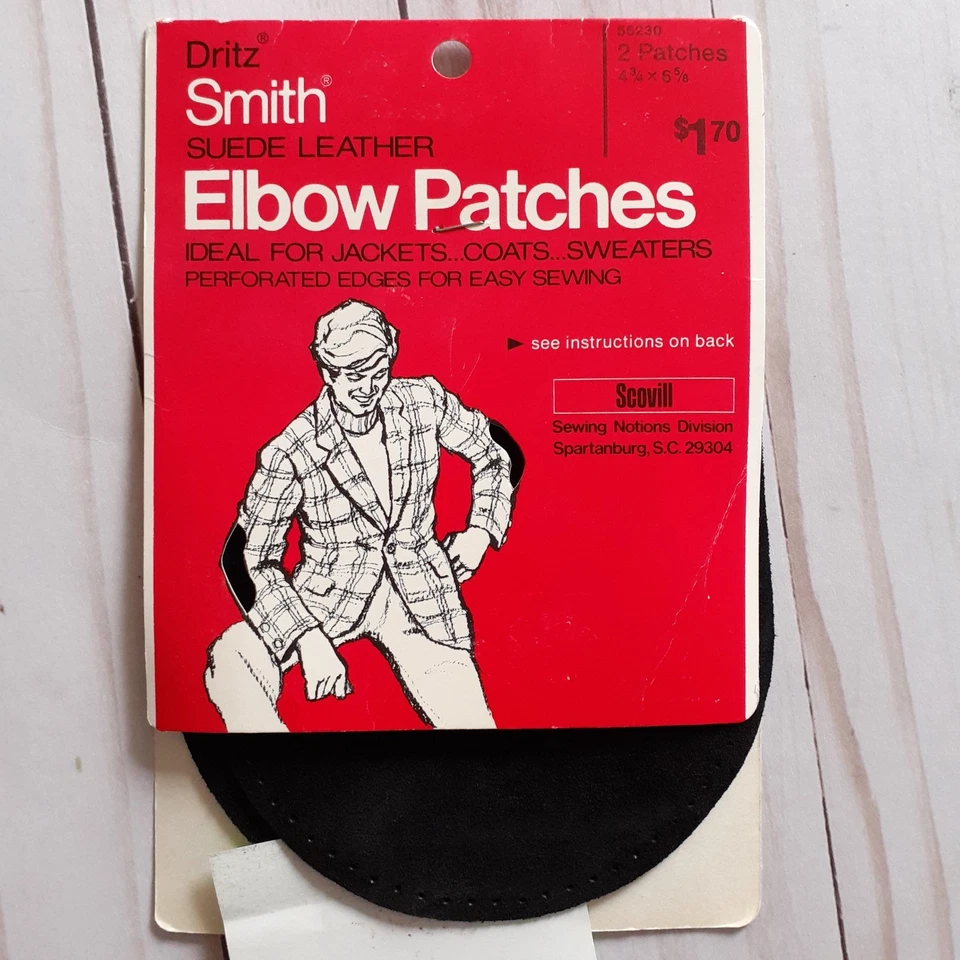 Dritz®
Smith®
SUEDE LEATHER
Elbow Patches
IDEAL FOR JACKETS...COATS...SWEATERS
PERFORATED EDGES FOR EASY SEWING
56230
2 Patches
4¾ x 6⅝
$1 70
► see instructions on back
Scovill
Sewing Notions Division
Spartanburg, S.C. 29304